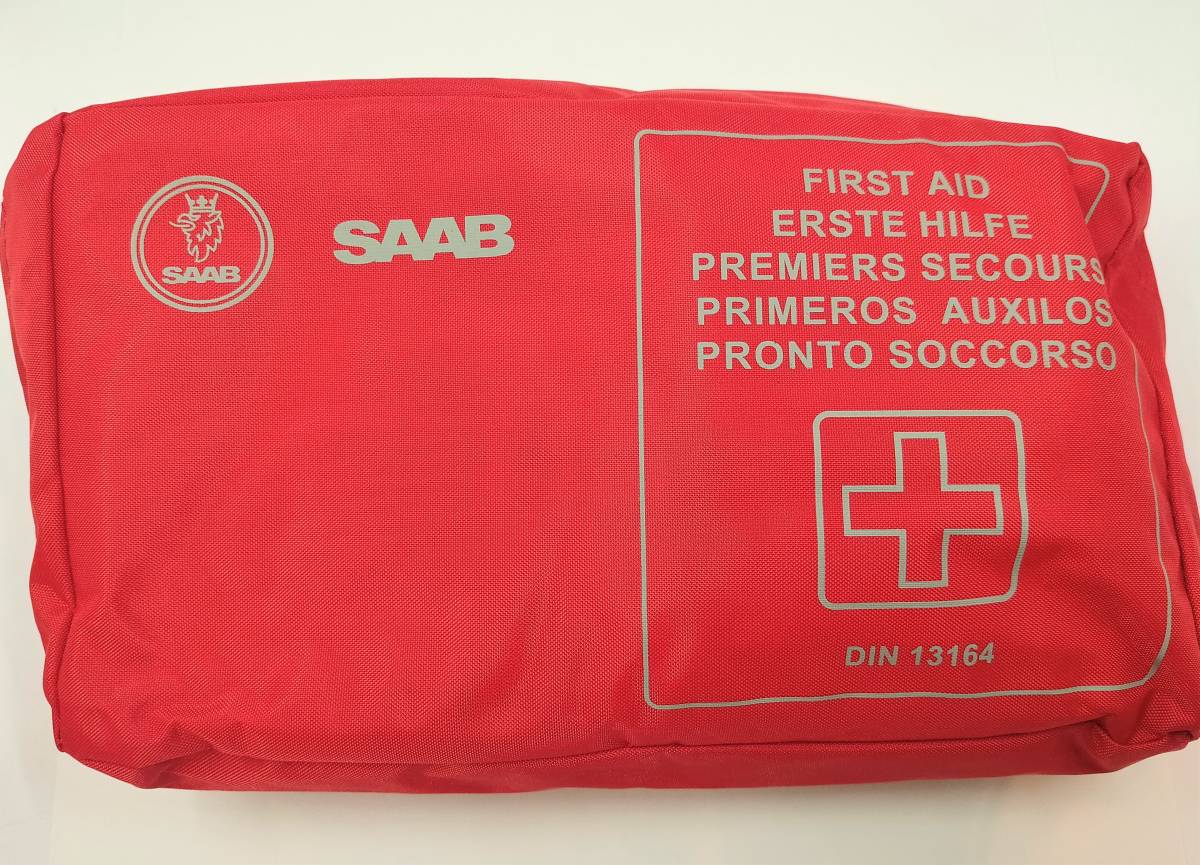 SAAB
SAAB
FIRST AID
ERSTE HILFE
PREMIERS SECOURS
PRIMEROS AUXILOS
PRONTO SOCCORSO
DIN 13164